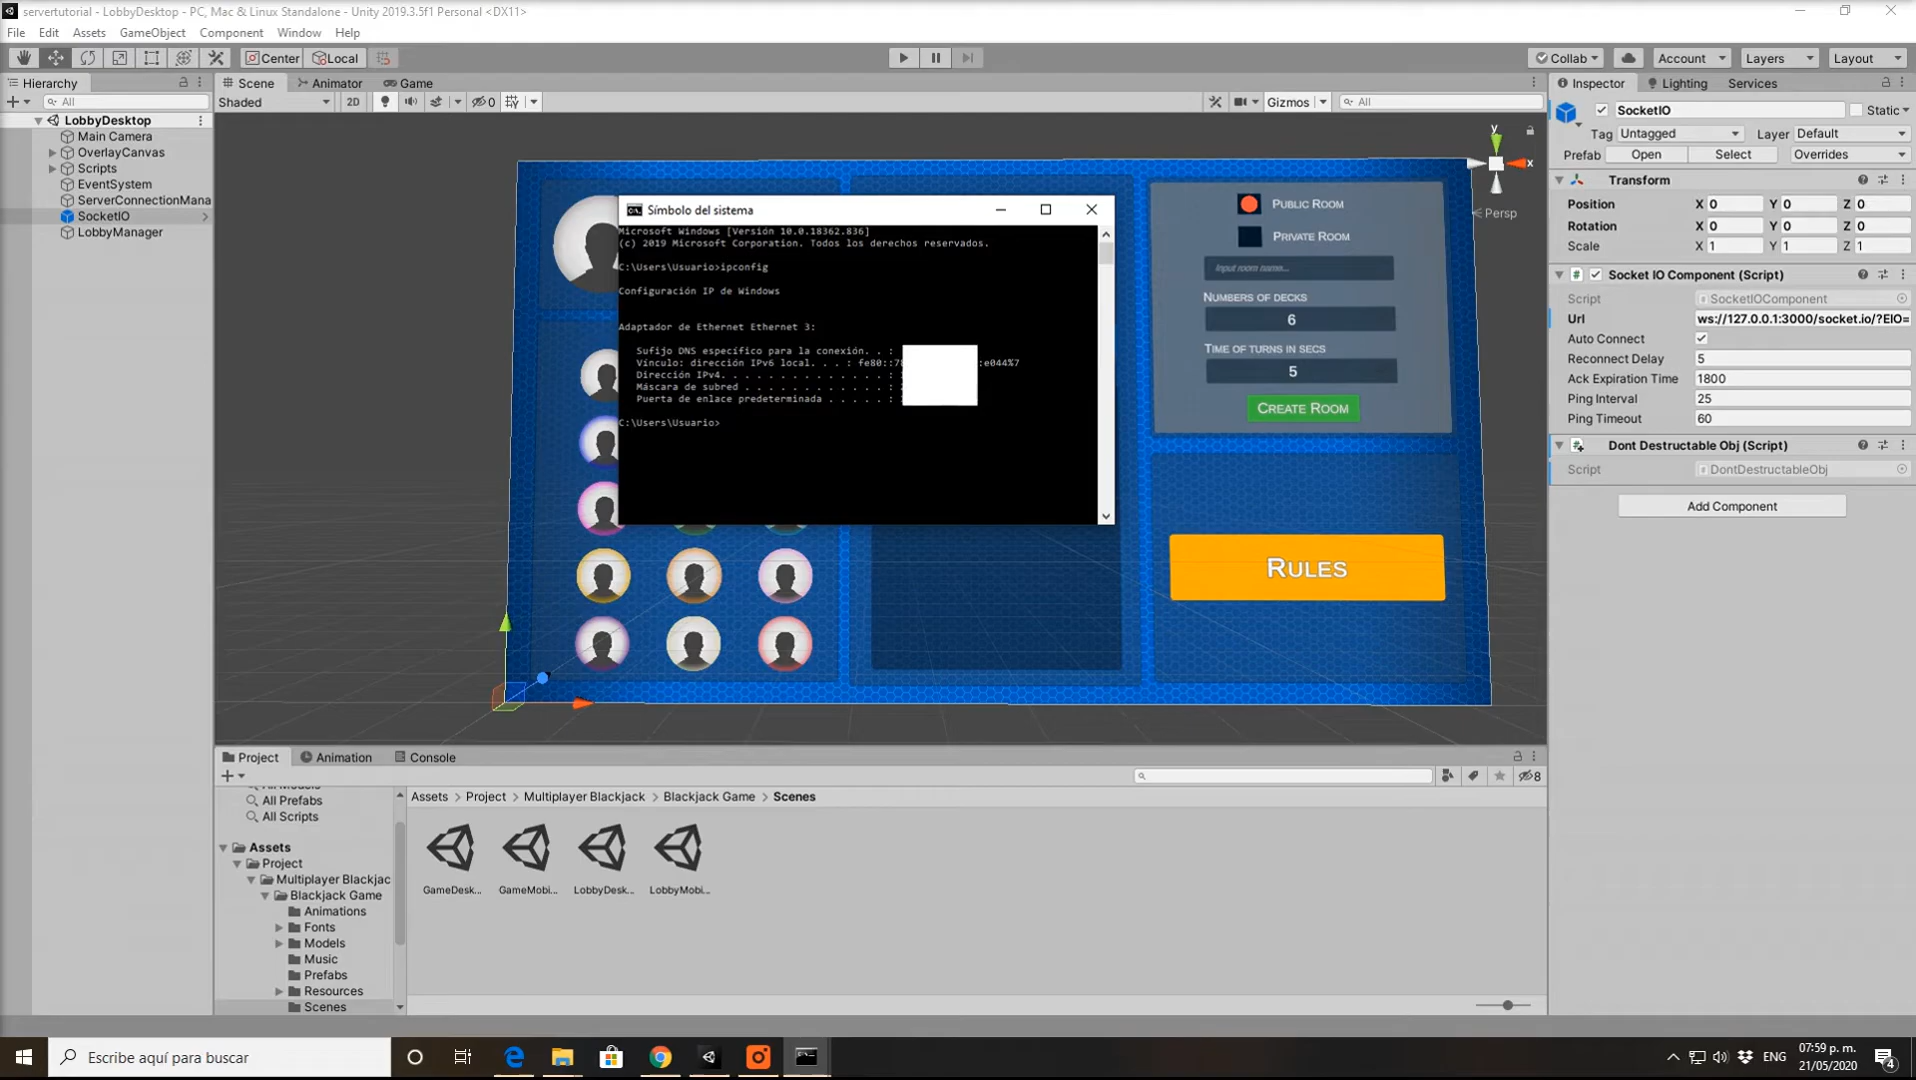 servertutorial - LobbyDesktop - PC, Mac & Linux Standalone - Unity 2019.3.5f1 Personal <DX11>
File Edit Assets GameObject Component Window Help
Center Local
Collab Account Layers Layout
Hierarchy
All
LobbyDesktop
Main Camera
OverlayCanvas
Scripts
EventSystem
ServerConnectionMana
SocketIO
LobbyManager
Scene Animator Game
Shaded 2D 0 Gizmos All
y
x
Persp
PUBLIC ROOM
PRIVATE ROOM
Input room name...
NUMBERS OF DECKS
6
TIME OF TURNS IN SECS
5
CREATE ROOM
RULES
Símbolo del sistema
Microsoft Windows [Versión 10.0.18362.836]
(c) 2019 Microsoft Corporation. Todos los derechos reservados.
C:\Users\Usuario>ipconfig
Configuración IP de Windows
Adaptador de Ethernet Ethernet 3:
Sufijo DNS específico para la conexión. . :
Vínculo: dirección IPv6 local. . . : fe80::7 :e044%7
Dirección IPv4. . . . . . . . . . . . . . :
Máscara de subred . . . . . . . . . . . . :
Puerta de enlace predeterminada . . . . . :
C:\Users\Usuario>
Inspector Lighting Services
SocketIO Static
Tag Untagged Layer Default
Prefab Open Select Overrides
Transform
Position X 0 Y 0 Z 0
Rotation X 0 Y 0 Z 0
Scale X 1 Y 1 Z 1
Socket IO Component (Script)
Script SocketIOComponent
Url ws://127.0.0.1:3000/socket.io/?EIO=
Auto Connect
Reconnect Delay 5
Ack Expiration Time 1800
Ping Interval 25
Ping Timeout 60
Dont Destructable Obj (Script)
Script DontDestructableObj
Add Component
Project Animation Console
8
All Prefabs
All Scripts
Assets
Project
Multiplayer Blackjac
Blackjack Game
Animations
Fonts
Models
Music
Prefabs
Resources
Scenes
Assets > Project > Multiplayer Blackjack > Blackjack Game > Scenes
GameDesk... GameMobi... LobbyDesk... LobbyMobi...
Escribe aquí para buscar
ENG
07:59 p. m.
21/05/2020
4